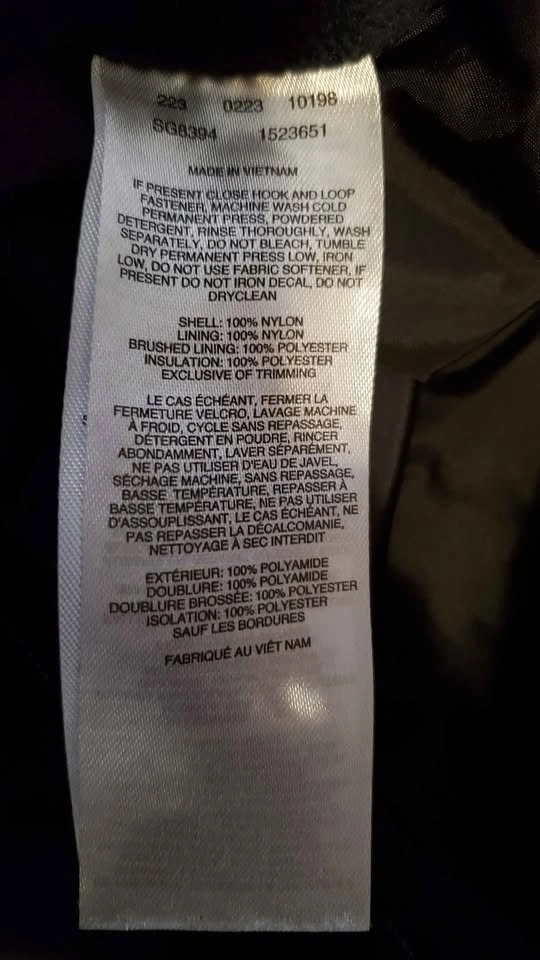 223 0223 10198
SG8394 1523651
MADE IN VIETNAM
IF PRESENT CLOSE HOOK AND LOOP
FASTENER, MACHINE WASH COLD
PERMANENT PRESS, POWDERED
DETERGENT, RINSE THOROUGHLY, WASH
SEPARATELY, DO NOT BLEACH, TUMBLE
DRY PERMANENT PRESS LOW, IRON
LOW, DO NOT USE FABRIC SOFTENER, IF
PRESENT DO NOT IRON DECAL, DO NOT
DRYCLEAN
SHELL: 100% NYLON
LINING: 100% NYLON
BRUSHED LINING: 100% POLYESTER
INSULATION: 100% POLYESTER
EXCLUSIVE OF TRIMMING
LE CAS ÉCHÉANT, FERMER LA
FERMETURE VELCRO, LAVAGE MACHINE
À FROID, CYCLE SANS REPASSAGE,
DÉTERGENT EN POUDRE, RINCER
ABONDAMMENT, LAVER SÉPARÉMENT,
NE PAS UTILISER D'EAU DE JAVEL,
SÉCHAGE MACHINE, SANS REPASSAGE,
BASSE TEMPÉRATURE, REPASSER À
BASSE TEMPÉRATURE, NE PAS UTILISER
D'ASSOUPLISSANT, LE CAS ÉCHÉANT, NE
PAS REPASSER LA DÉCALCOMANIE,
NETTOYAGE À SEC INTERDIT
EXTÉRIEUR: 100% POLYAMIDE
DOUBLURE: 100% POLYAMIDE
DOUBLURE BROSSÉE: 100% POLYESTER
ISOLATION: 100% POLYESTER
SAUF LES BORDURES
FABRIQUÉ AU VIÊT NAM